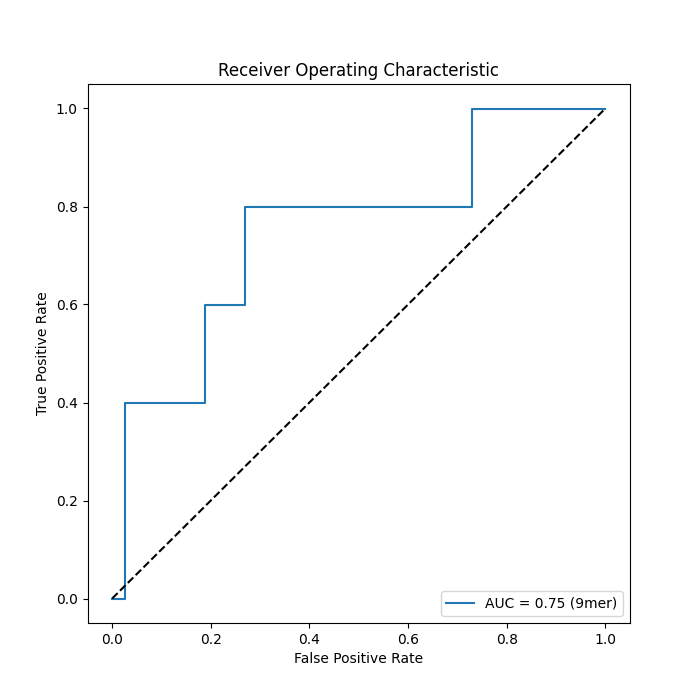 Receiver Operating Characteristic
1.0
0.8
0.6
0.4
0.2
0.0
True Positive Rate
AUC = 0.75 (9mer)
0.0 0.2 0.4 0.6 0.8 1.0
False Positive Rate